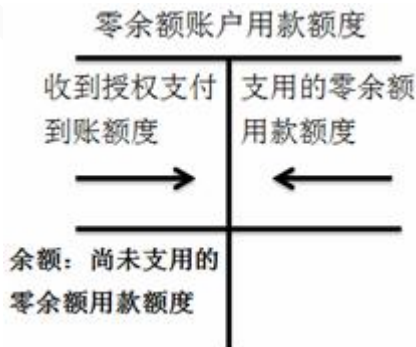 零余额账户用款额度
收到授权支付
到账额度
支用的零余额
用款额度
余额：尚未支用的
零余额用款额度